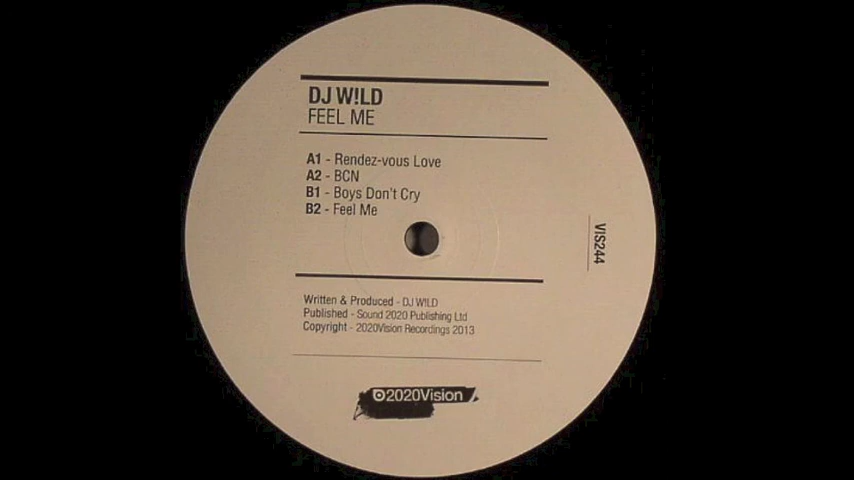 DJ W!LD
FEEL ME
A1 - Rendez-vous Love
A2 - BCN
B1 - Boys Don't Cry
B2 - Feel Me
VIS244
Written & Produced - DJ W!LD
Published - Sound 2020 Publishing Ltd
Copyright - 2020Vision Recordings 2013
2020Vision